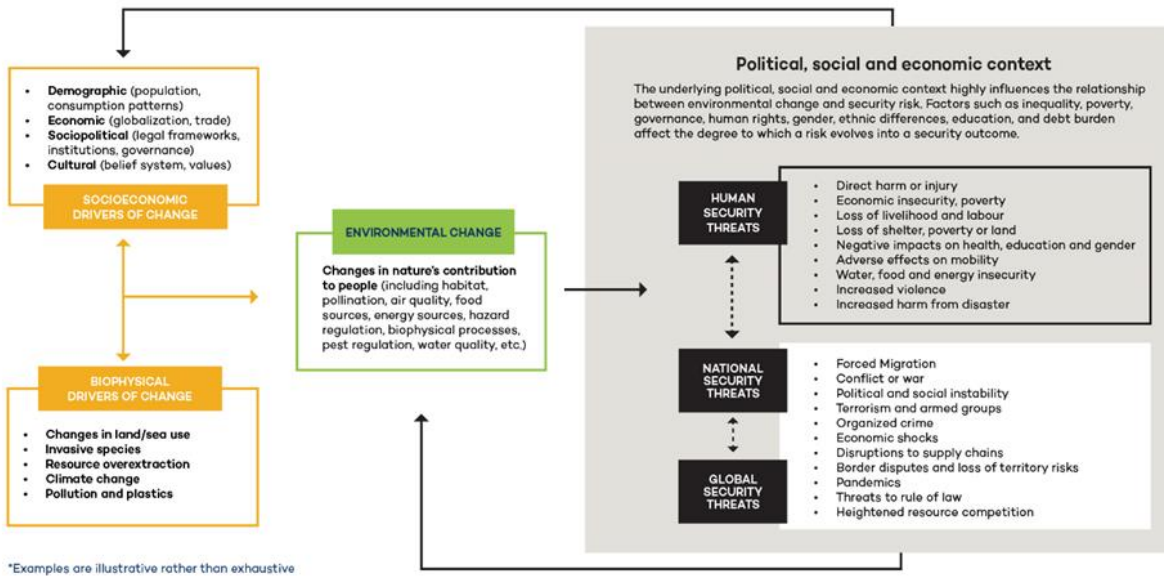 • Demographic (population,
consumption patterns)
• Economic (globalization, trade)
• Sociopolitical (legal frameworks,
institutions, governance)
• Cultural (belief system, values)
SOCIOECONOMIC
DRIVERS OF CHANGE
BIOPHYSICAL
DRIVERS OF CHANGE
• Changes in land/sea use
• Invasive species
• Resource overextraction
• Climate change
• Pollution and plastics
ENVIRONMENTAL CHANGE
Changes in nature's contribution
to people (including habitat,
pollination, air quality, food
sources, energy sources, hazard
regulation, biophysical processes,
pest regulation, water quality, etc.)
Political, social and economic context
The underlying political, social and economic context highly influences the relationship
between environmental change and security risk. Factors such as inequality, poverty,
governance, human rights, gender, ethnic differences, education, and debt burden
affect the degree to which a risk evolves into a security outcome.
HUMAN
SECURITY
THREATS
• Direct harm or injury
• Economic insecurity, poverty
• Loss of livelihood and labour
• Loss of shelter, poverty or land
• Negative impacts on health, education and gender
• Adverse effects on mobility
• Water, food and energy insecurity
• Increased violence
• Increased harm from disaster
NATIONAL
SECURITY
THREATS
GLOBAL
SECURITY
THREATS
• Forced Migration
• Conflict or war
• Political and social instability
• Terrorism and armed groups
• Organized crime
• Economic shocks
• Disruptions to supply chains
• Border disputes and loss of territory risks
• Pandemics
• Threats to rule of law
• Heightened resource competition
*Examples are illustrative rather than exhaustive